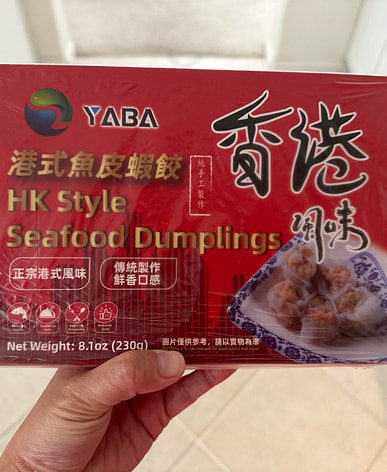 YABA
香港
風味
港式魚皮蝦餃
純手工製作
HK Style
Seafood Dumplings
正宗港式風味
傳統製作
鮮香口感
Net Weight: 8.1oz (230g)
圖片僅供參考，請以實物為準